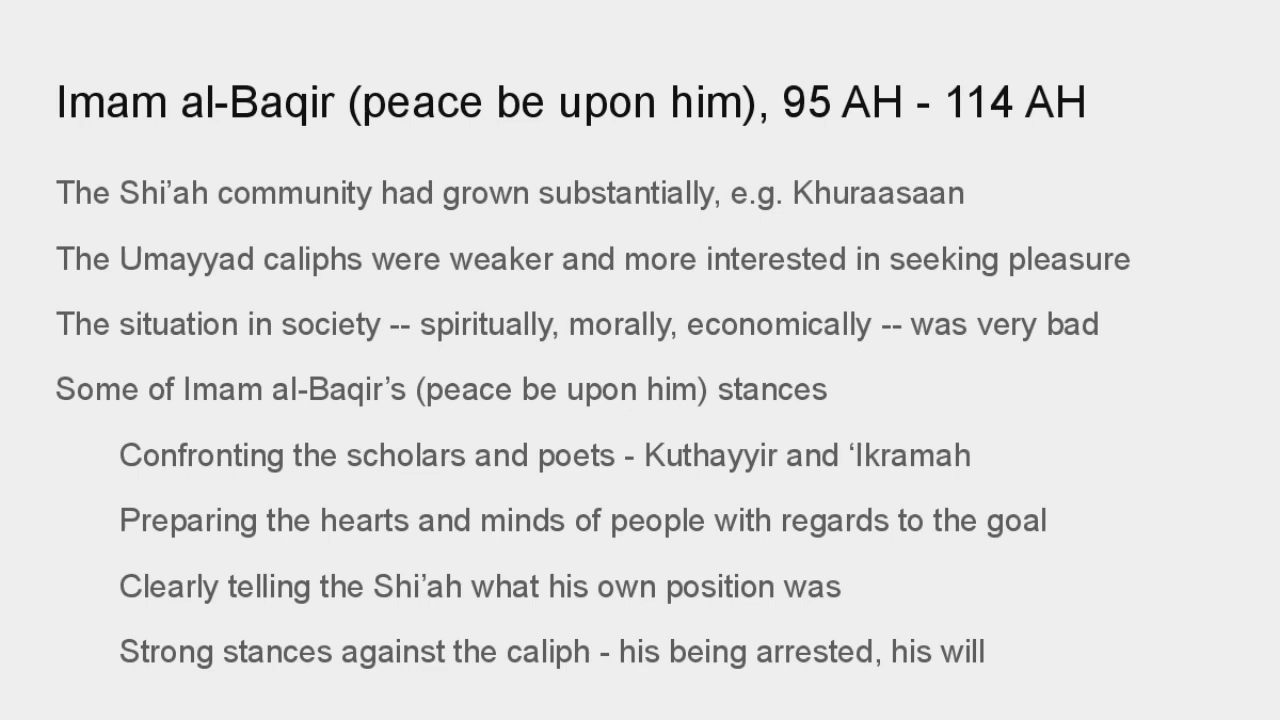 Imam al-Baqir (peace be upon him), 95 AH - 114 AH
The Shi’ah community had grown substantially, e.g. Khuraasaan
The Umayyad caliphs were weaker and more interested in seeking pleasure
The situation in society -- spiritually, morally, economically -- was very bad
Some of Imam al-Baqir’s (peace be upon him) stances
Confronting the scholars and poets - Kuthayyir and ‘Ikramah
Preparing the hearts and minds of people with regards to the goal
Clearly telling the Shi’ah what his own position was
Strong stances against the caliph - his being arrested, his will